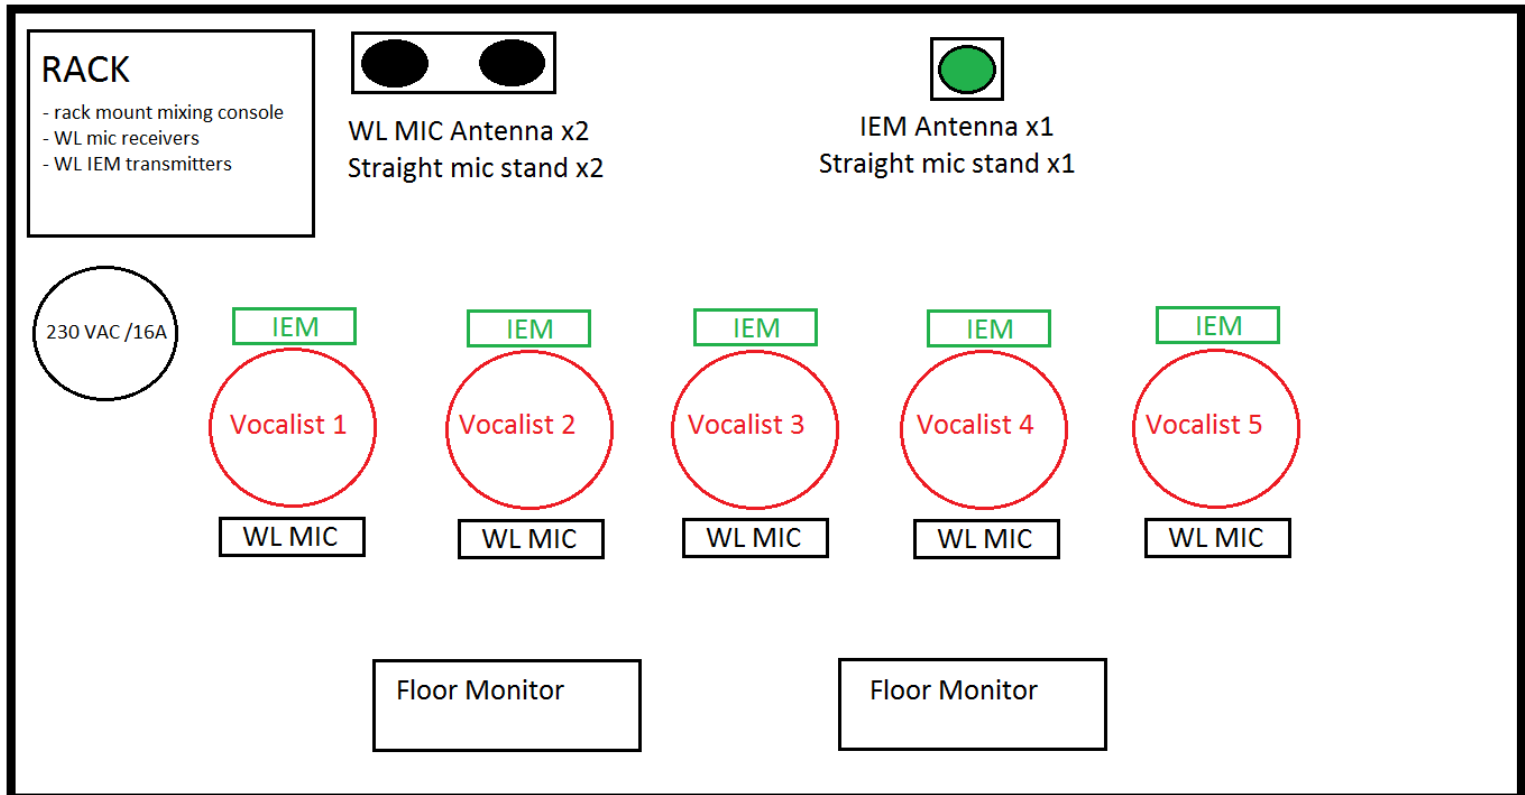 RACK
- rack mount mixing console
- WL mic receivers
- WL IEM transmitters
WL MIC Antenna x2
Straight mic stand x2
IEM Antenna x1
Straight mic stand x1
230 VAC /16A
IEM
IEM
IEM
IEM
IEM
Vocalist 1
Vocalist 2
Vocalist 3
Vocalist 4
Vocalist 5
WL MIC
WL MIC
WL MIC
WL MIC
WL MIC
Floor Monitor
Floor Monitor